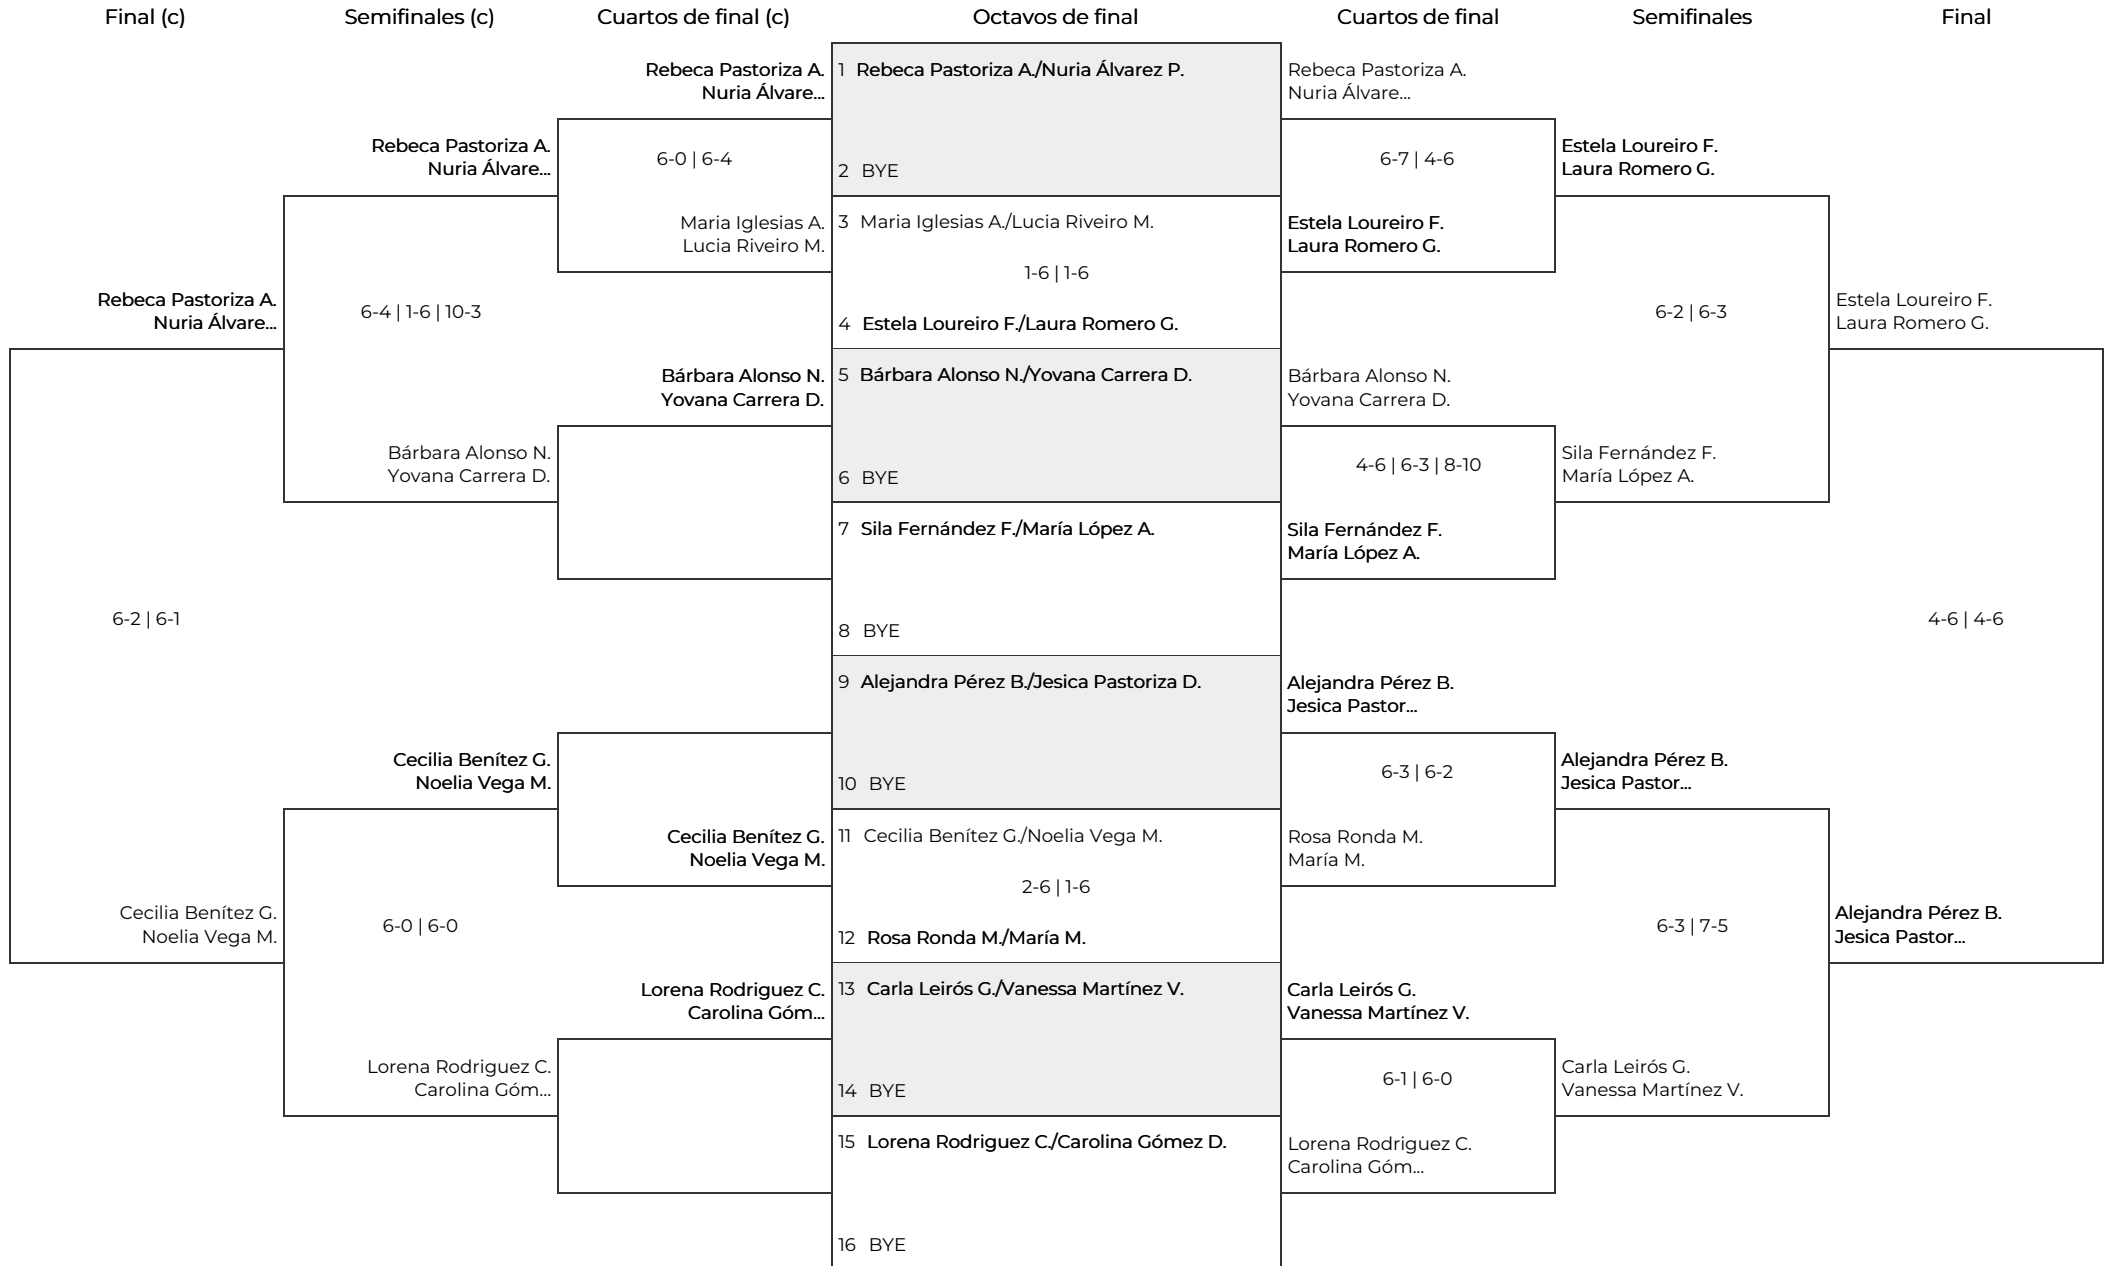 Final (c)
Semifinales (c)
Cuartos de final (c)
Octavos de final
Cuartos de final
Semifinales
Final
Rebeca Pastoriza A.
Nuria Álvare...
6-2 | 6-1
Cecilia Benítez G.
Noelia Vega M.
Rebeca Pastoriza A.
Nuria Álvare...
6-4 | 1-6 | 10-3
Bárbara Alonso N.
Yovana Carrera D.
Cecilia Benítez G.
Noelia Vega M.
6-0 | 6-0
Lorena Rodriguez C.
Carolina Góm...
Rebeca Pastoriza A.
Nuria Álvare...
6-0 | 6-4
Maria Iglesias A.
Lucia Riveiro M.
Bárbara Alonso N.
Yovana Carrera D.
Cecilia Benítez G.
Noelia Vega M.
Lorena Rodriguez C.
Carolina Góm...
1 Rebeca Pastoriza A./Nuria Álvarez P.
2 BYE
3 Maria Iglesias A./Lucia Riveiro M.
1-6 | 1-6
4 Estela Loureiro F./Laura Romero G.
5 Bárbara Alonso N./Yovana Carrera D.
6 BYE
7 Sila Fernández F./María López A.
8 BYE
9 Alejandra Pérez B./Jesica Pastoriza D.
10 BYE
11 Cecilia Benítez G./Noelia Vega M.
2-6 | 1-6
12 Rosa Ronda M./María M.
13 Carla Leirós G./Vanessa Martínez V.
14 BYE
15 Lorena Rodriguez C./Carolina Gómez D.
16 BYE
Rebeca Pastoriza A.
Nuria Álvare...
6-7 | 4-6
Estela Loureiro F.
Laura Romero G.
Bárbara Alonso N.
Yovana Carrera D.
4-6 | 6-3 | 8-10
Sila Fernández F.
María López A.
Alejandra Pérez B.
Jesica Pastor...
6-3 | 6-2
Rosa Ronda M.
María M.
Carla Leirós G.
Vanessa Martínez V.
6-1 | 6-0
Lorena Rodriguez C.
Carolina Góm...
Estela Loureiro F.
Laura Romero G.
6-2 | 6-3
Sila Fernández F.
María López A.
Alejandra Pérez B.
Jesica Pastor...
6-3 | 7-5
Carla Leirós G.
Vanessa Martínez V.
Estela Loureiro F.
Laura Romero G.
4-6 | 4-6
Alejandra Pérez B.
Jesica Pastor...